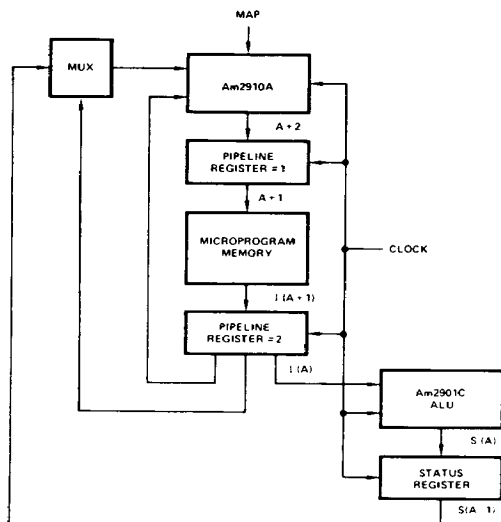 MAP
MUX
Am2910A
A + 2
PIPELINE
REGISTER = 1
A + 1
MICROPROGRAM
MEMORY
CLOCK
I (A + 1)
PIPELINE
REGISTER = 2
I (A)
Am2901C
ALU
S (A)
STATUS
REGISTER
S(A 1)